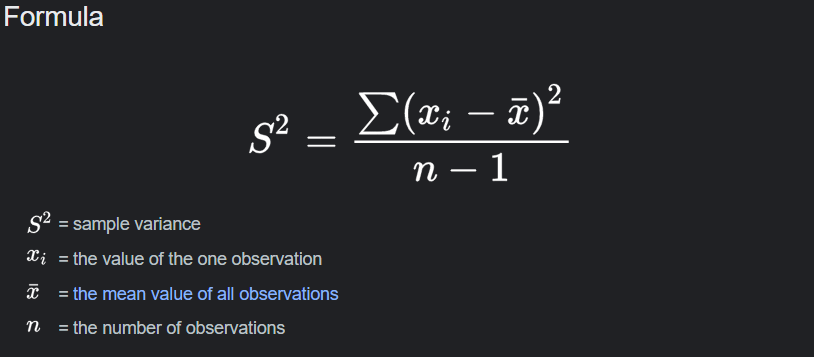 Formula
S² = ∑(xᵢ − x̄)² / n − 1
S² = sample variance
xᵢ = the value of the one observation
x̄ = the mean value of all observations
n = the number of observations